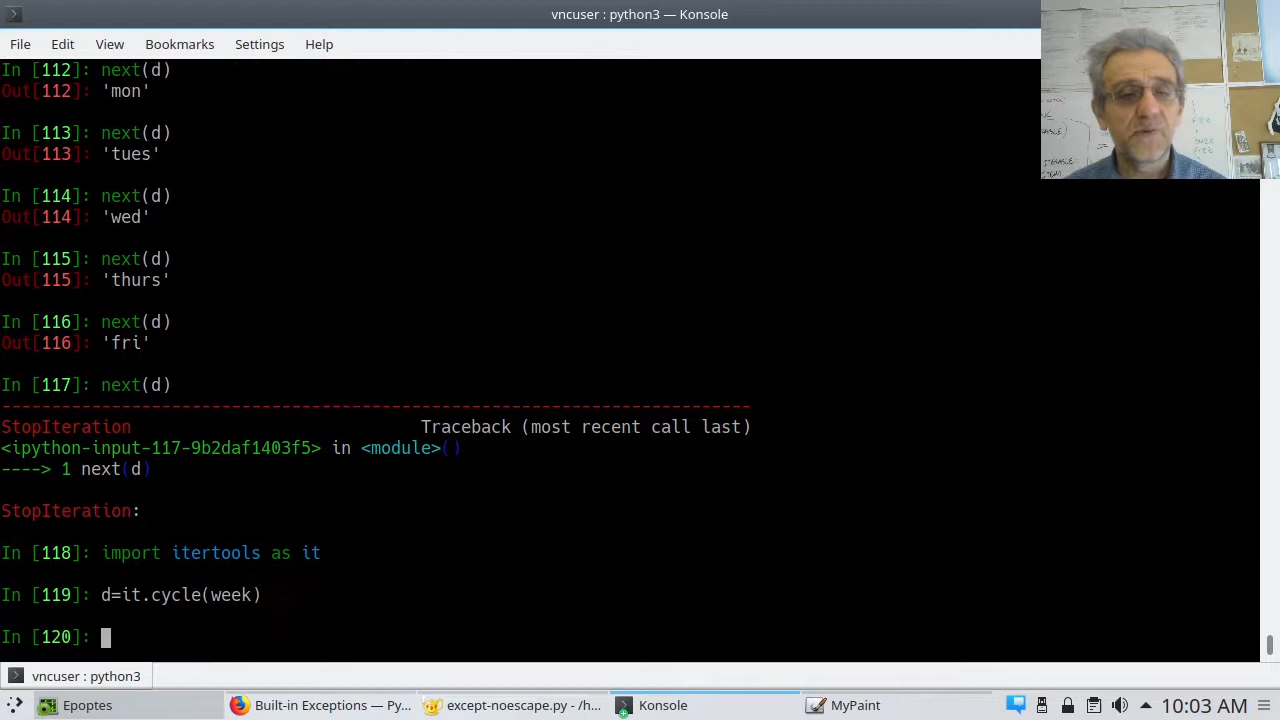 vncuser : python3 — Konsole
File Edit View Bookmarks Settings Help
In [112]: next(d)
Out[112]: 'mon'
In [113]: next(d)
Out[113]: 'tues'
In [114]: next(d)
Out[114]: 'wed'
In [115]: next(d)
Out[115]: 'thurs'
In [116]: next(d)
Out[116]: 'fri'
In [117]: next(d)
---------------------------------------------------------------------------
StopIteration Traceback (most recent call last)
<ipython-input-117-9b2daf1403f5> in <module>()
----> 1 next(d)
StopIteration:
In [118]: import itertools as it
In [119]: d=it.cycle(week)
In [120]:
vncuser : python3
Epoptes Built-in Exceptions — Py... except-noescape.py - /h... Konsole MyPaint 10:03 AM